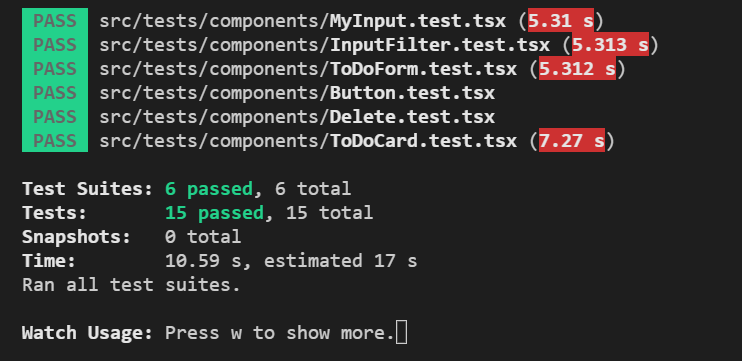 PASS src/tests/components/MyInput.test.tsx (5.31 s)
PASS src/tests/components/InputFilter.test.tsx (5.313 s)
PASS src/tests/components/ToDoForm.test.tsx (5.312 s)
PASS src/tests/components/Button.test.tsx
PASS src/tests/components/Delete.test.tsx
PASS src/tests/components/ToDoCard.test.tsx (7.27 s)
Test Suites: 6 passed, 6 total
Tests: 15 passed, 15 total
Snapshots: 0 total
Time: 10.59 s, estimated 17 s
Ran all test suites.
Watch Usage: Press w to show more.